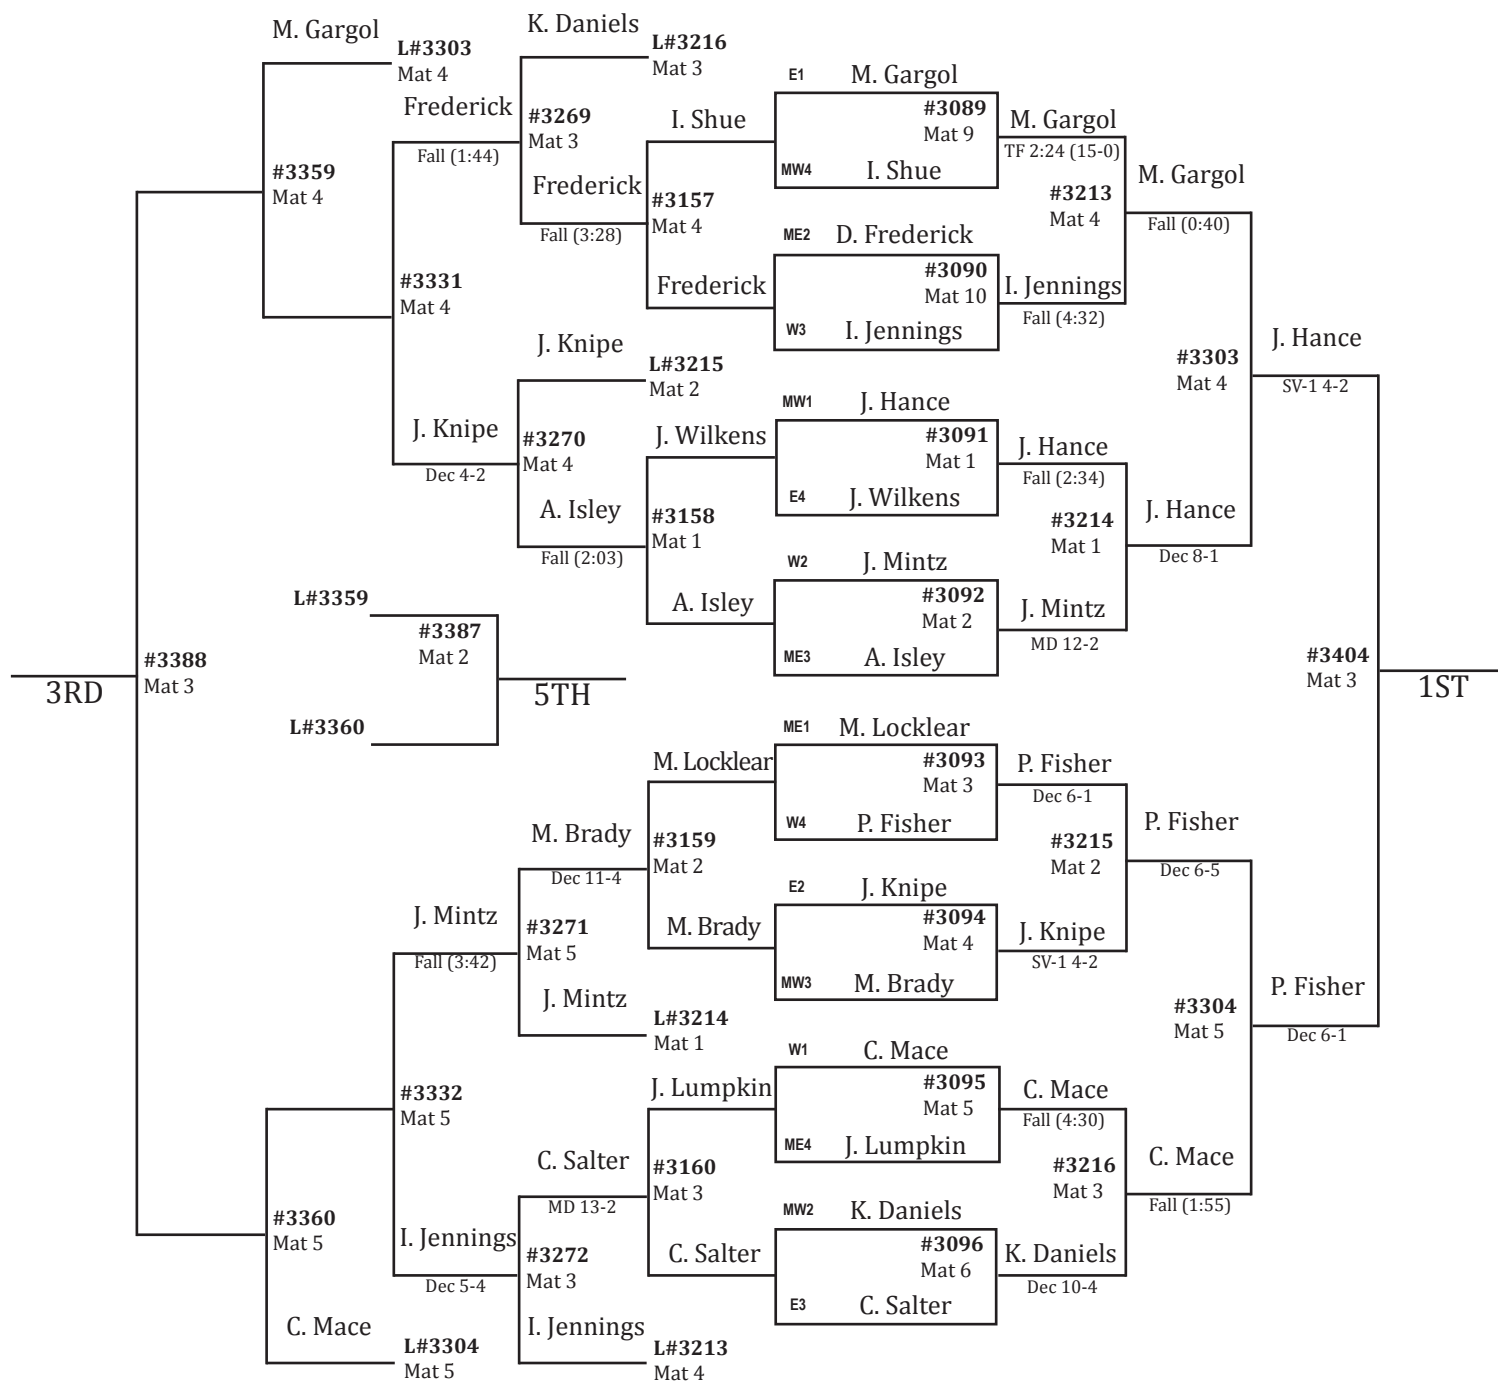 M. Gargol
L#3303
Mat 4
K. Daniels
L#3216
Mat 3
Frederick
Fall (1:44)
#3269
Mat 3
#3359
Mat 4
Frederick
Fall (3:28)
I. Shue
#3157
Mat 4
Frederick
#3331
Mat 4
J. Knipe
L#3215
Mat 2
J. Knipe
Dec 4-2
#3270
Mat 4
A. Isley
Fall (2:03)
J. Wilkens
#3158
Mat 1
A. Isley
E1
M. Gargol
#3089
Mat 9
MW4
I. Shue
ME2
D. Frederick
#3090
Mat 10
W3
I. Jennings
MW1
J. Hance
#3091
Mat 1
E4
J. Wilkens
W2
J. Mintz
#3092
Mat 2
ME3
A. Isley
M. Gargol
TF 2:24 (15-0)
#3213
Mat 4
I. Jennings
Fall (4:32)
M. Gargol
Fall (0:40)
J. Hance
Fall (2:34)
#3214
Mat 1
J. Mintz
MD 12-2
J. Hance
Dec 8-1
#3303
Mat 4
J. Hance
SV-1 4-2
L#3359
#3387
Mat 2
L#3360
5TH
#3388
Mat 3
3RD
#3404
Mat 3
1ST
ME1
M. Locklear
#3093
Mat 3
W4
P. Fisher
E2
J. Knipe
#3094
Mat 4
MW3
M. Brady
W1
C. Mace
#3095
Mat 5
ME4
J. Lumpkin
MW2
K. Daniels
#3096
Mat 6
E3
C. Salter
P. Fisher
Dec 6-1
#3215
Mat 2
J. Knipe
SV-1 4-2
P. Fisher
Dec 6-5
C. Mace
Fall (4:30)
#3216
Mat 3
K. Daniels
Dec 10-4
C. Mace
Fall (1:55)
#3304
Mat 5
P. Fisher
Dec 6-1
M. Locklear
#3159
Mat 2
M. Brady
M. Brady
Dec 11-4
#3271
Mat 5
J. Mintz
L#3214
Mat 1
J. Mintz
Fall (3:42)
#3332
Mat 5
J. Lumpkin
#3160
Mat 3
C. Salter
C. Salter
MD 13-2
#3272
Mat 3
I. Jennings
L#3213
Mat 4
I. Jennings
Dec 5-4
#3360
Mat 5
C. Mace
L#3304
Mat 5